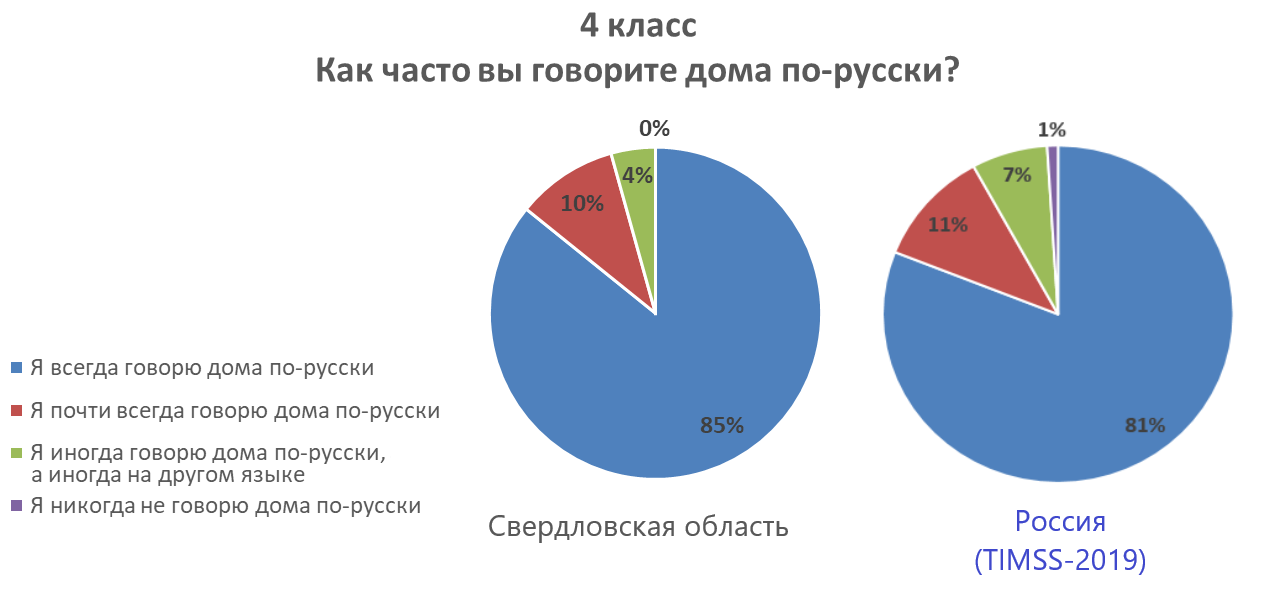 4 класс
Как часто вы говорите дома по-русски?
0%
4%
10%
85%
1%
7%
11%
81%
Я всегда говорю дома по-русски
Я почти всегда говорю дома по-русски
Я иногда говорю дома по-русски,
а иногда на другом языке
Я никогда не говорю дома по-русски
Свердловская область
Россия
(TIMSS-2019)